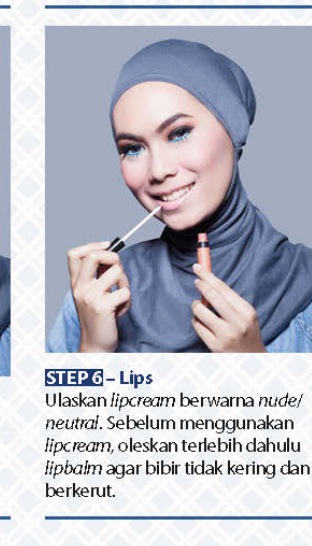 STEP 6 – Lips
Ulaskan lipcream berwarna nude/
neutral. Sebelum menggunakan
lipcream, oleskan terlebih dahulu
lipbalm agar bibir tidak kering dan
berkerut.